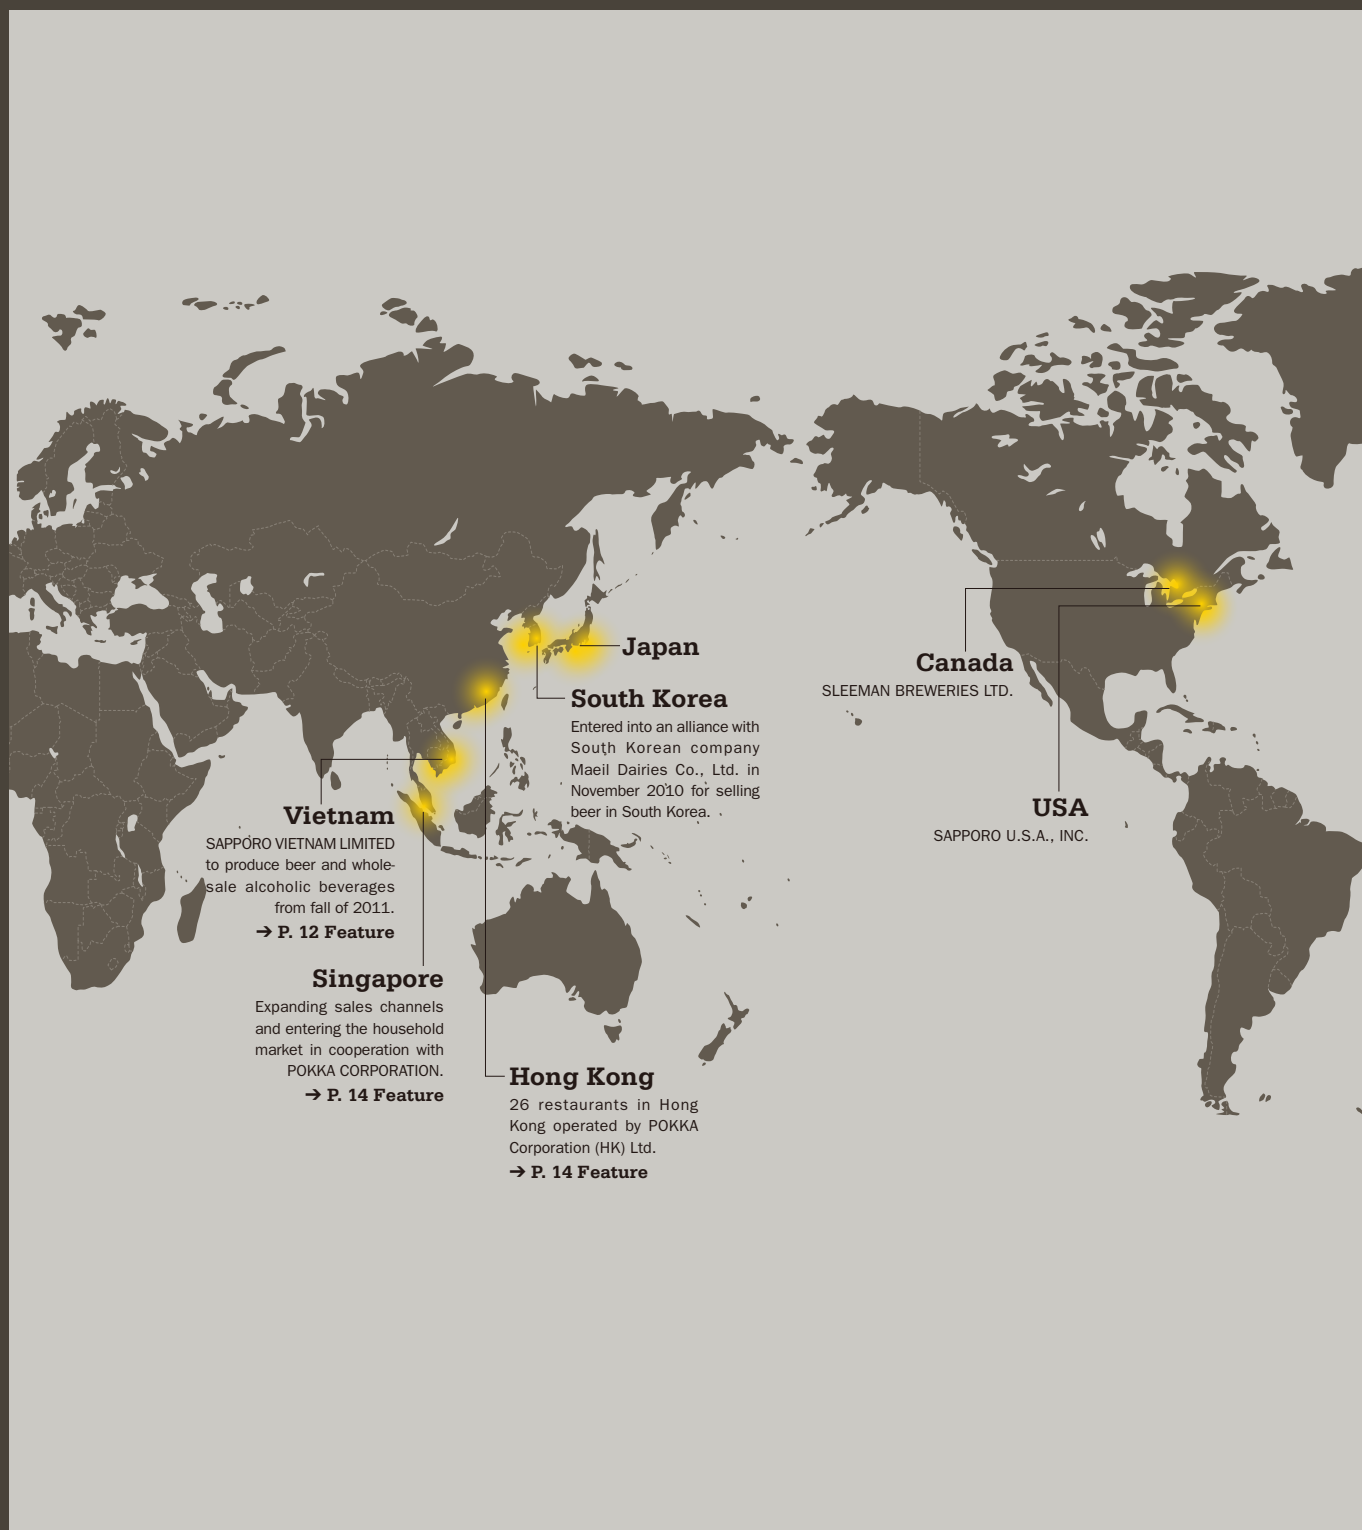 Japan
South Korea
Entered into an alliance with
South Korean company
Maeil Dairies Co., Ltd. in
November 2010 for selling
beer in South Korea.
Canada
SLEEMAN BREWERIES LTD.
USA
SAPPORO U.S.A., INC.
Vietnam
SAPPORO VIETNAM LIMITED
to produce beer and whole-
sale alcoholic beverages
from fall of 2011.
➔ P. 12 Feature
Singapore
Expanding sales channels
and entering the household
market in cooperation with
POKKA CORPORATION.
➔ P. 14 Feature
Hong Kong
26 restaurants in Hong
Kong operated by POKKA
Corporation (HK) Ltd.
➔ P. 14 Feature